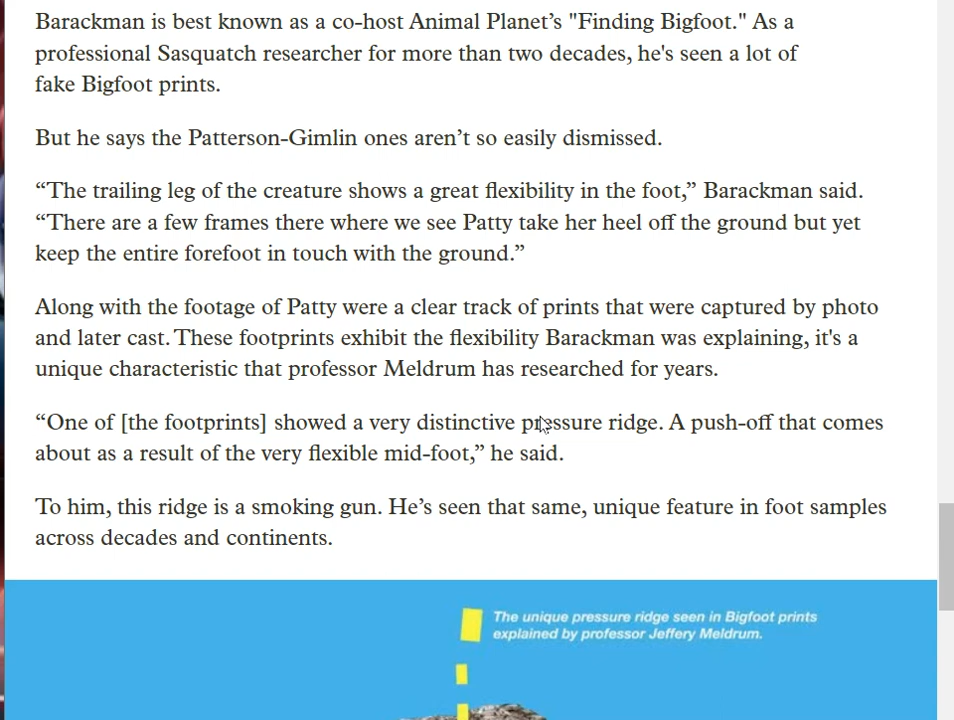 Barackman is best known as a co-host Animal Planet’s "Finding Bigfoot." As a
professional Sasquatch researcher for more than two decades, he's seen a lot of
fake Bigfoot prints.
But he says the Patterson-Gimlin ones aren’t so easily dismissed.
“The trailing leg of the creature shows a great flexibility in the foot,” Barackman said.
“There are a few frames there where we see Patty take her heel off the ground but yet
keep the entire forefoot in touch with the ground.”
Along with the footage of Patty were a clear track of prints that were captured by photo
and later cast. These footprints exhibit the flexibility Barackman was explaining, it's a
unique characteristic that professor Meldrum has researched for years.
“One of [the footprints] showed a very distinctive pressure ridge. A push-off that comes
about as a result of the very flexible mid-foot,” he said.
To him, this ridge is a smoking gun. He’s seen that same, unique feature in foot samples
across decades and continents.
The unique pressure ridge seen in Bigfoot prints
explained by professor Jeffery Meldrum.